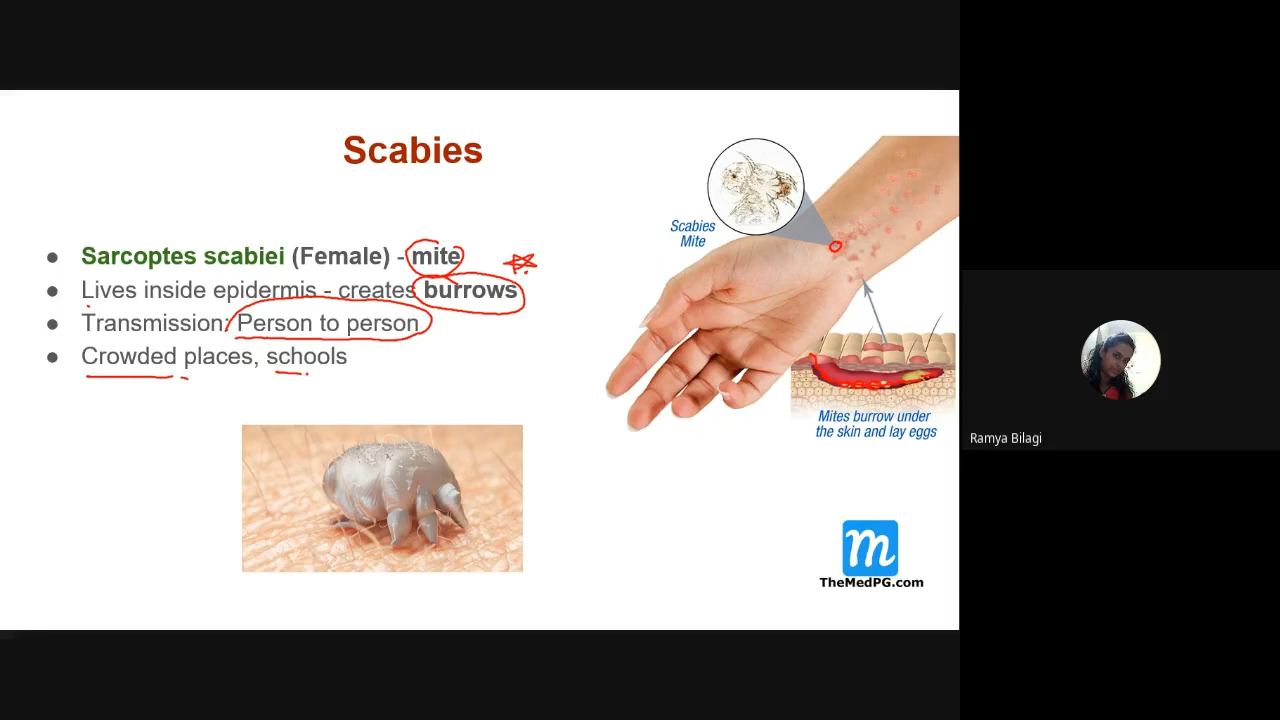 Scabies
● Sarcoptes scabiei (Female) - mite
● Lives inside epidermis - creates burrows
● Transmission: Person to person
● Crowded places, schools
Scabies
Mite
Mites burrow under
the skin and lay eggs
m
TheMedPG.com
Ramya Bilagi